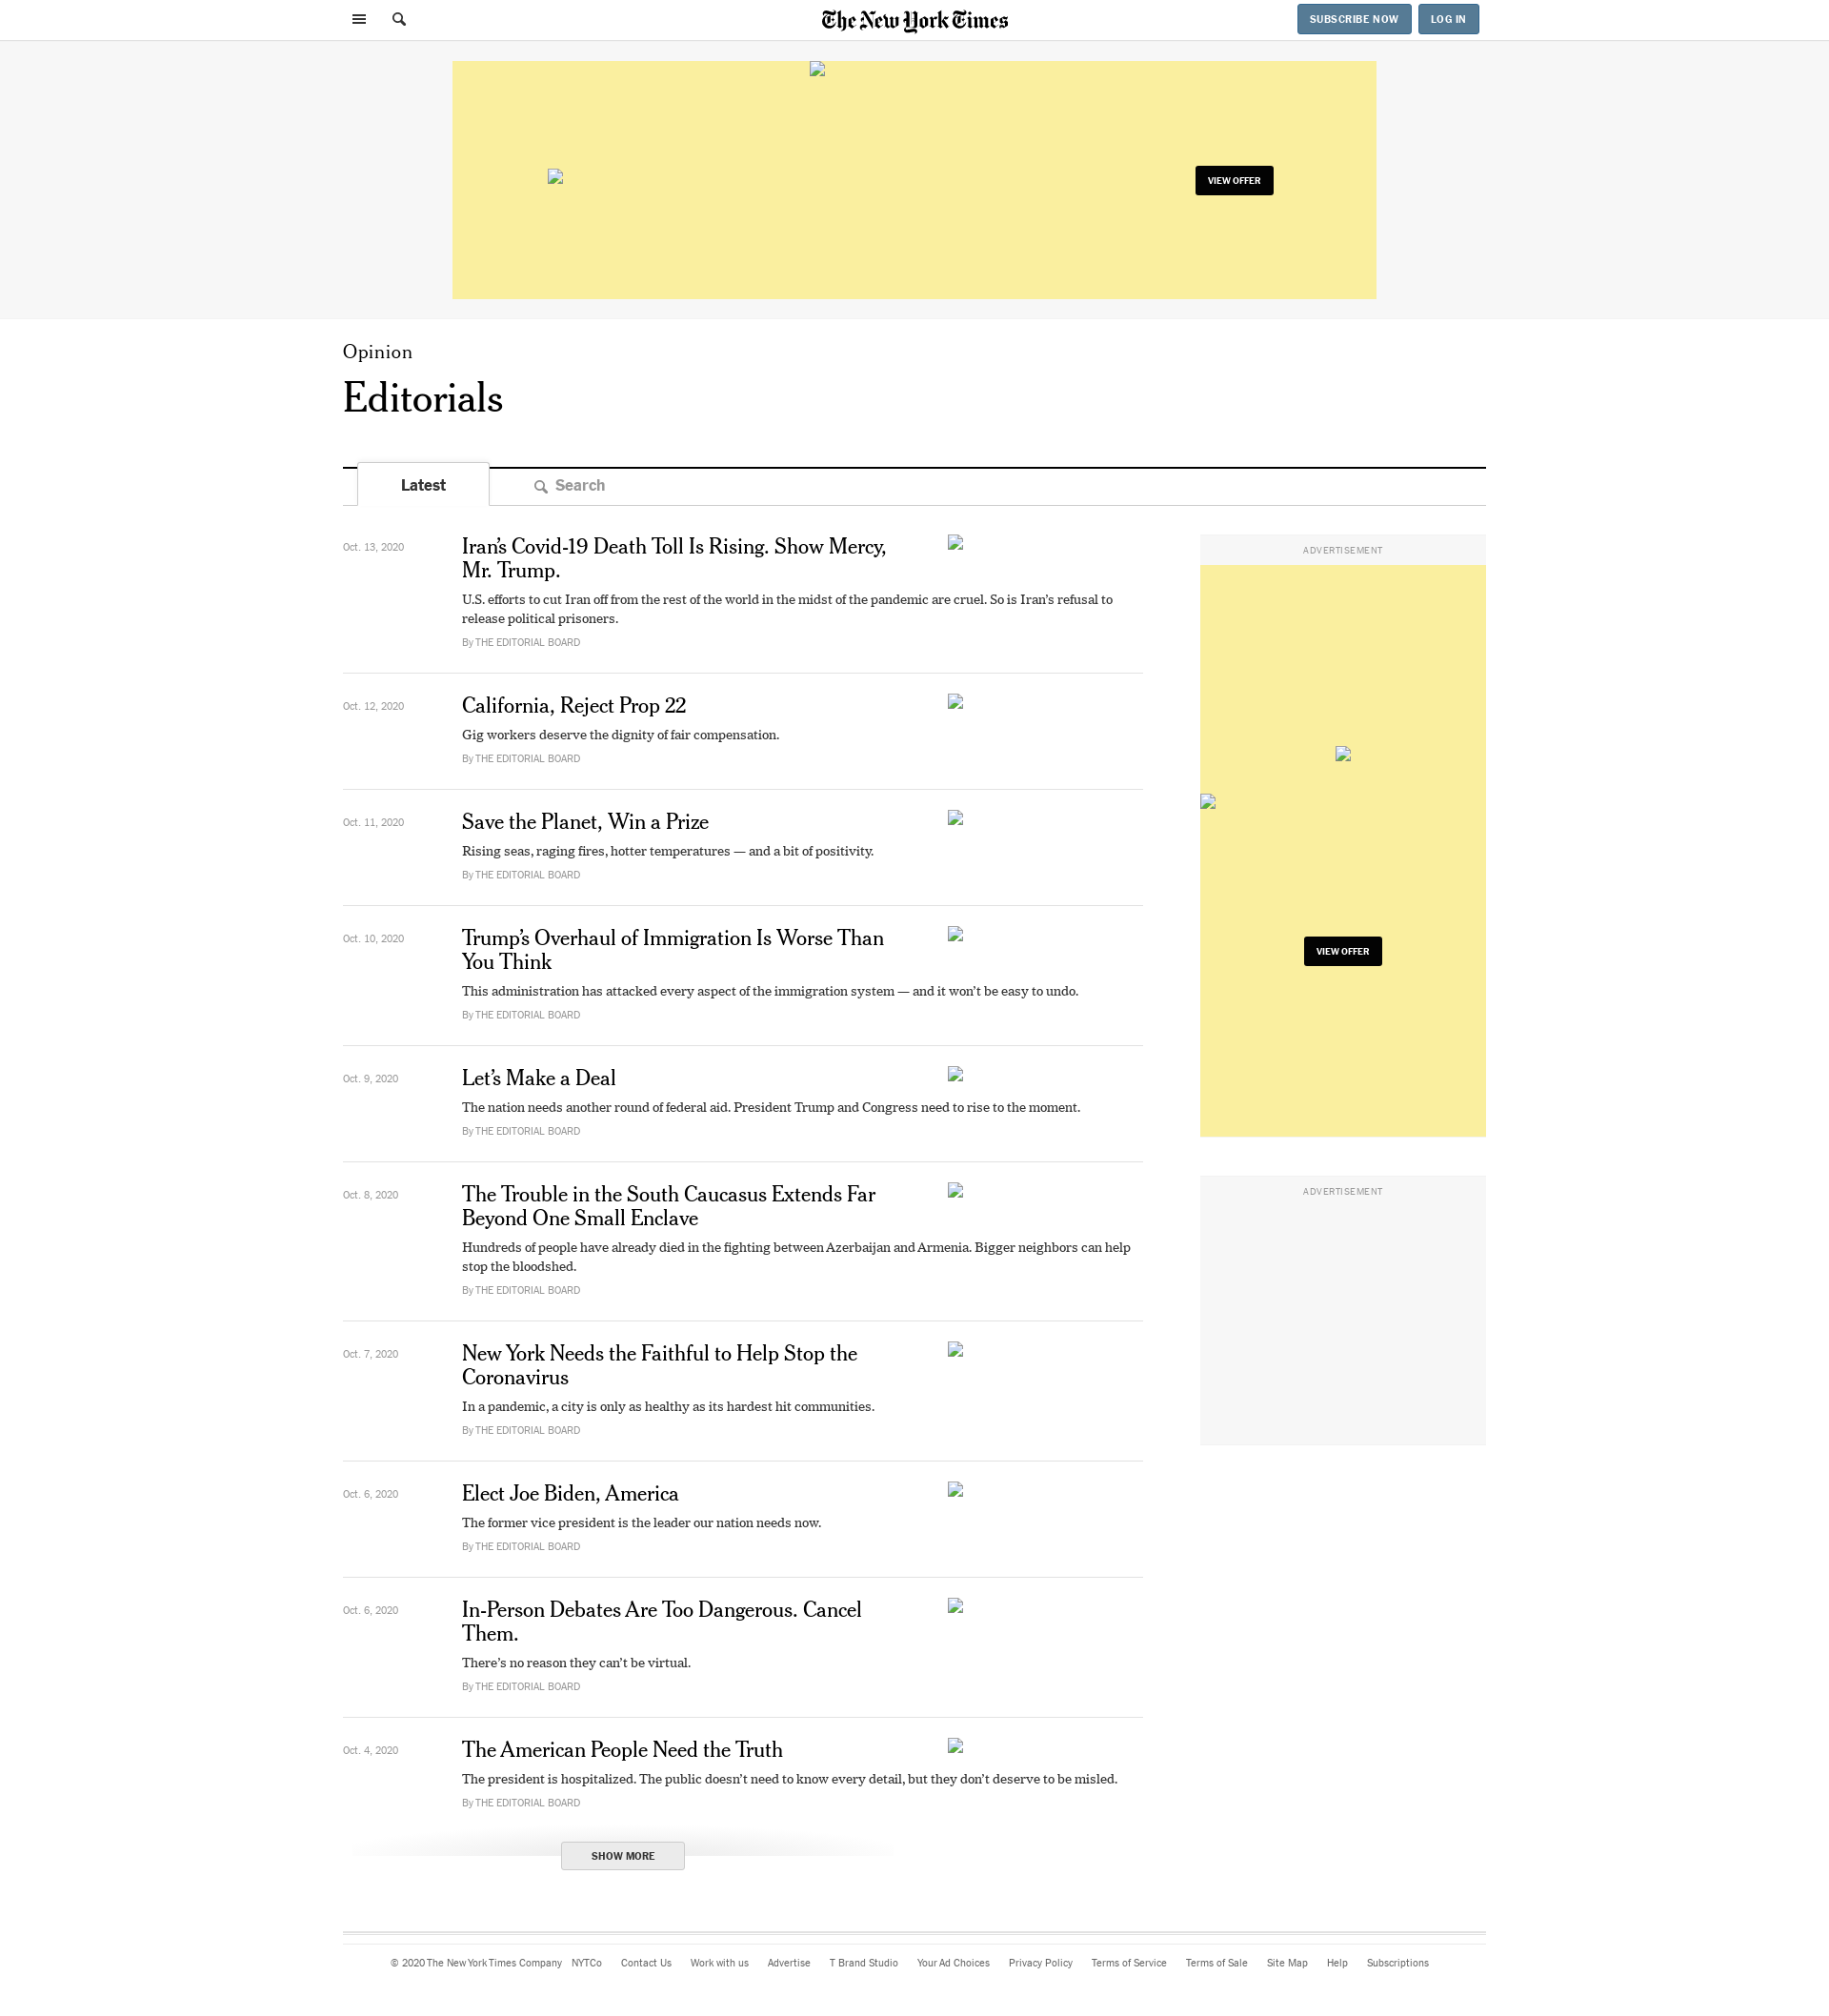 The New York Times
SUBSCRIBE NOW
LOG IN
VIEW OFFER
Opinion
Editorials
Latest
Search
Oct. 13, 2020
Iran’s Covid-19 Death Toll Is Rising. Show Mercy,
Mr. Trump.
U.S. efforts to cut Iran off from the rest of the world in the midst of the pandemic are cruel. So is Iran’s refusal to
release political prisoners.
By THE EDITORIAL BOARD
Oct. 12, 2020
California, Reject Prop 22
Gig workers deserve the dignity of fair compensation.
By THE EDITORIAL BOARD
Oct. 11, 2020
Save the Planet, Win a Prize
Rising seas, raging fires, hotter temperatures — and a bit of positivity.
By THE EDITORIAL BOARD
Oct. 10, 2020
Trump’s Overhaul of Immigration Is Worse Than
You Think
This administration has attacked every aspect of the immigration system — and it won’t be easy to undo.
By THE EDITORIAL BOARD
Oct. 9, 2020
Let’s Make a Deal
The nation needs another round of federal aid. President Trump and Congress need to rise to the moment.
By THE EDITORIAL BOARD
Oct. 8, 2020
The Trouble in the South Caucasus Extends Far
Beyond One Small Enclave
Hundreds of people have already died in the fighting between Azerbaijan and Armenia. Bigger neighbors can help
stop the bloodshed.
By THE EDITORIAL BOARD
Oct. 7, 2020
New York Needs the Faithful to Help Stop the
Coronavirus
In a pandemic, a city is only as healthy as its hardest hit communities.
By THE EDITORIAL BOARD
Oct. 6, 2020
Elect Joe Biden, America
The former vice president is the leader our nation needs now.
By THE EDITORIAL BOARD
Oct. 6, 2020
In-Person Debates Are Too Dangerous. Cancel
Them.
There’s no reason they can’t be virtual.
By THE EDITORIAL BOARD
Oct. 4, 2020
The American People Need the Truth
The president is hospitalized. The public doesn’t need to know every detail, but they don’t deserve to be misled.
By THE EDITORIAL BOARD
SHOW MORE
ADVERTISEMENT
VIEW OFFER
ADVERTISEMENT
© 2020 The New York Times Company NYTCo Contact Us Work with us Advertise T Brand Studio Your Ad Choices Privacy Policy Terms of Service Terms of Sale Site Map Help Subscriptions